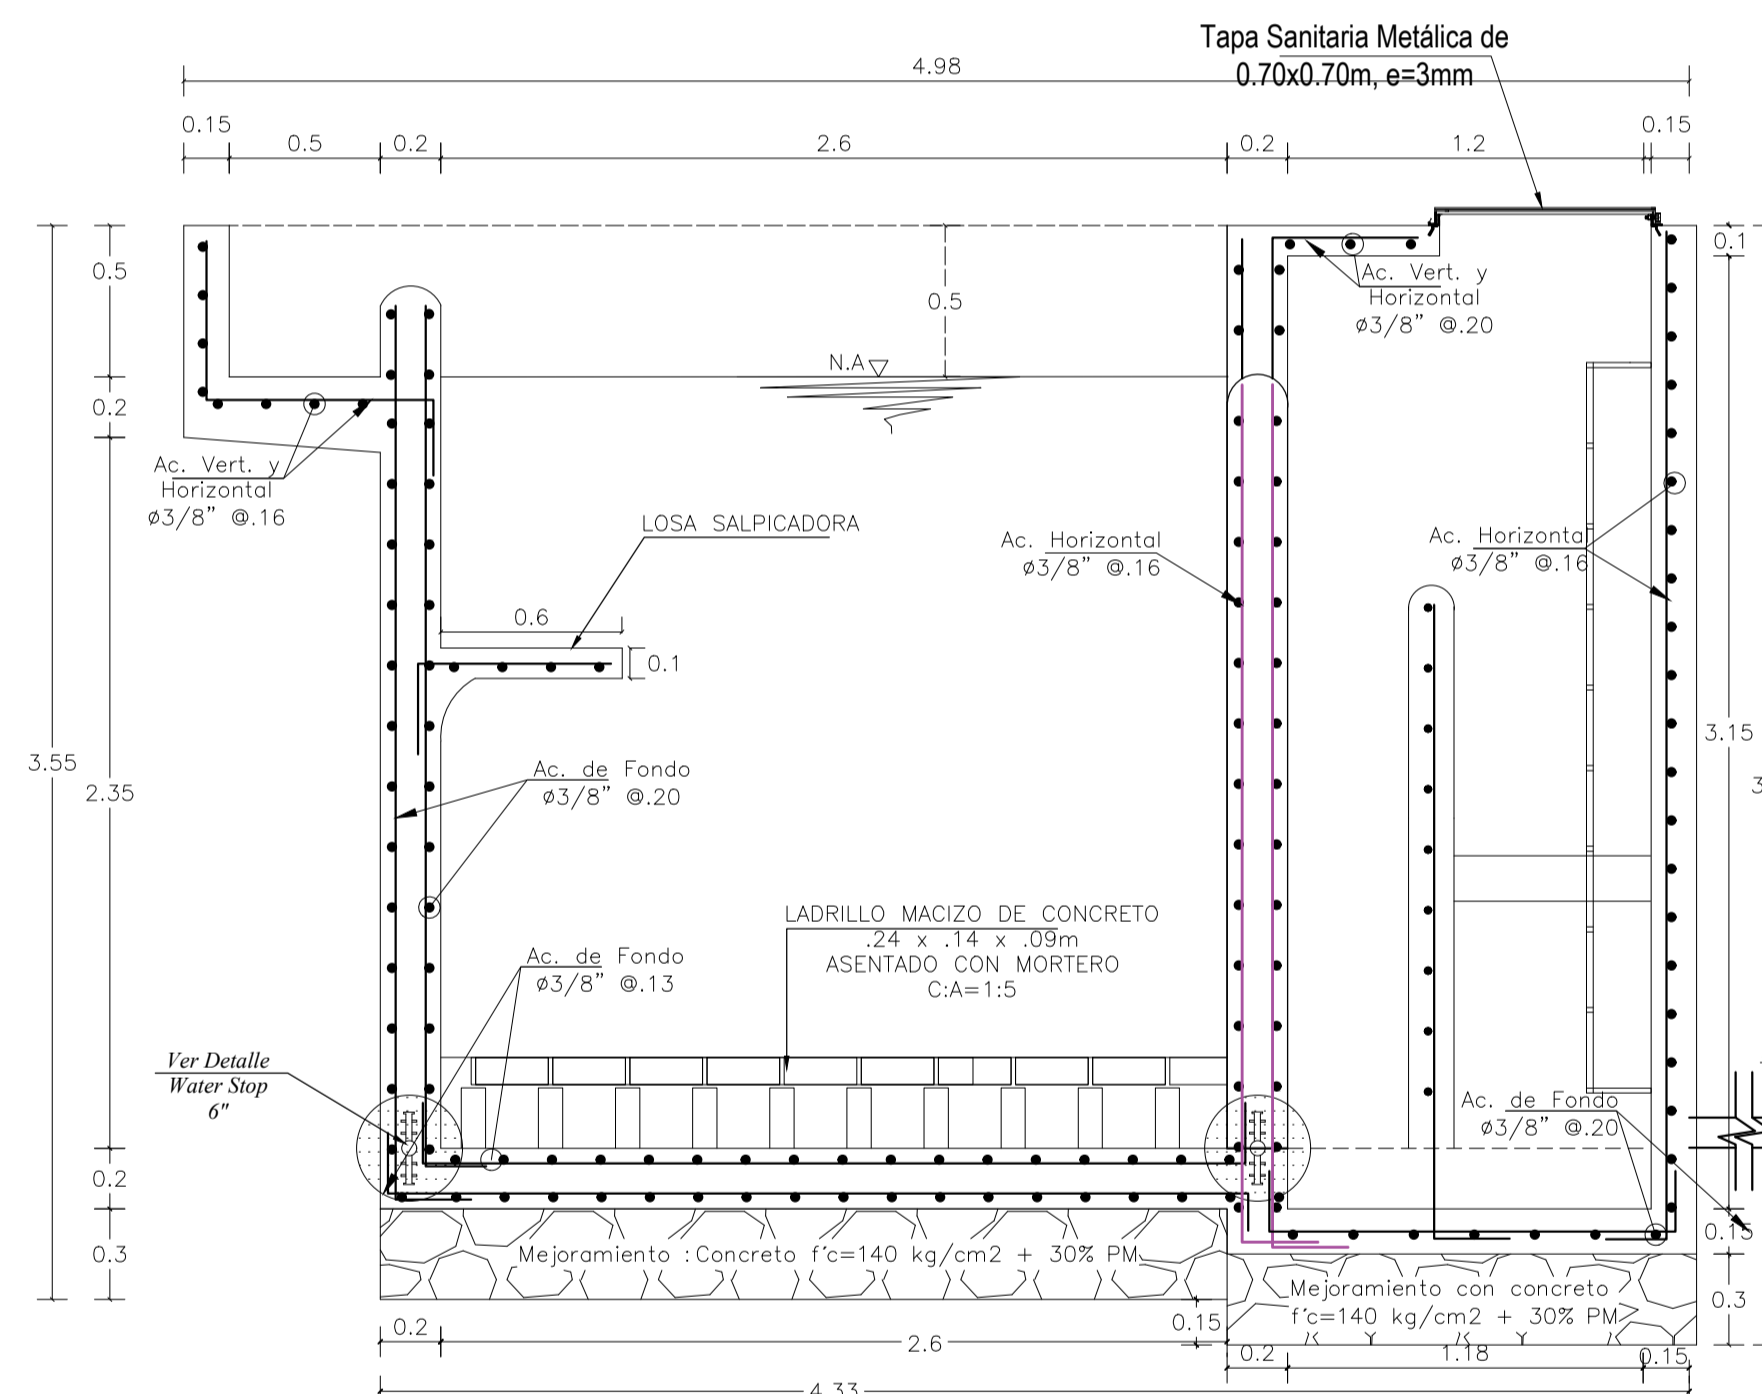 Tapa Sanitaria Metálica de
0.70x0.70m, e=3mm
4.98
0.15
0.5
0.2
2.6
0.2
1.2
0.15
0.5
0.2
3.55
2.35
0.2
0.3
0.5
N.A
0.1
3.15
3
0.15
0.3
Ac. Vert. y
Horizontal
ø3/8" @.20
Ac. Vert. y
Horizontal
ø3/8" @.16
LOSA SALPICADORA
0.6
0.1
Ac. Horizontal
ø3/8" @.16
Ac. Horizonta
ø3/8" @.16
Ac. de Fondo
ø3/8" @.20
Ac. de Fondo
ø3/8" @.13
LADRILLO MACIZO DE CONCRETO
.24 x .14 x .09m
ASENTADO CON MORTERO
C:A=1:5
Ver Detalle
Water Stop
6"
Ac. de Fondo
ø3/8" @.20
Mejoramiento :Concreto f'c=140 kg/cm2 + 30% PM
Mejoramiento con concreto
f'c=140 kg/cm2 + 30% PM
0.2
2.6
0.15
0.2
1.18
0.15
4.33